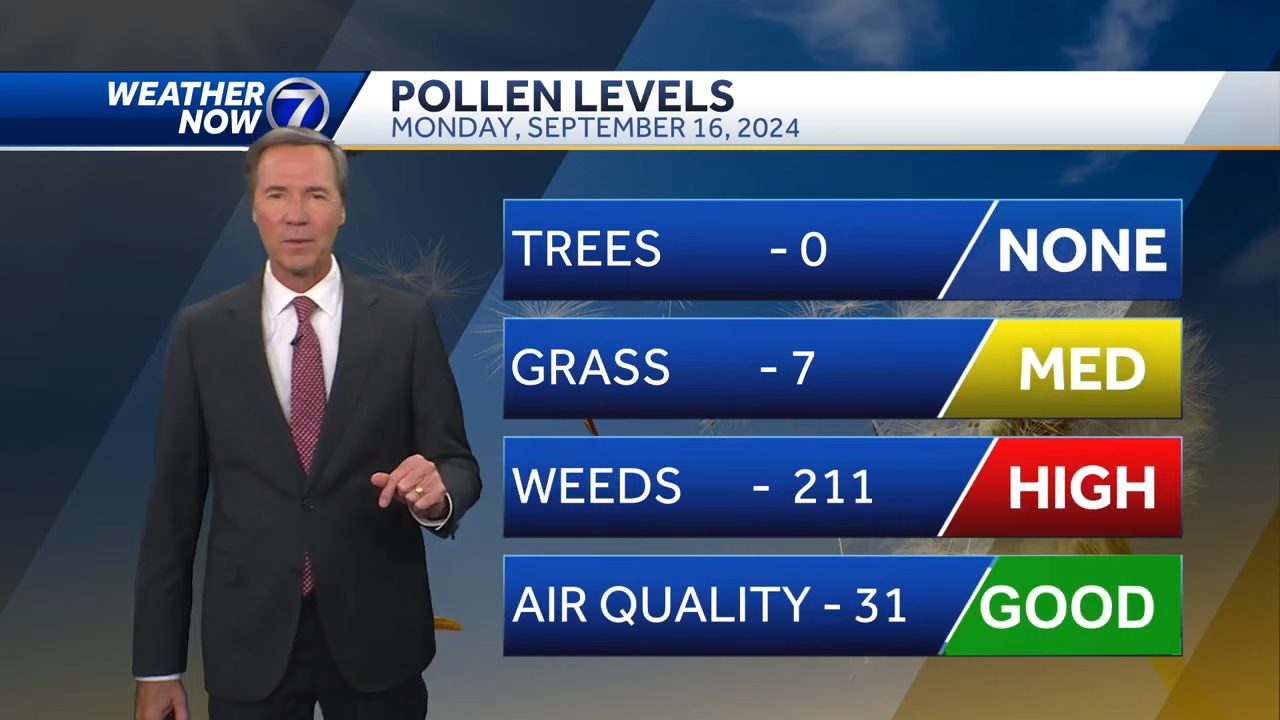 WEATHER
NOW 7
POLLEN LEVELS
MONDAY, SEPTEMBER 16, 2024
TREES - 0 NONE
GRASS - 7 MED
WEEDS - 211 HIGH
AIR QUALITY - 31 GOOD